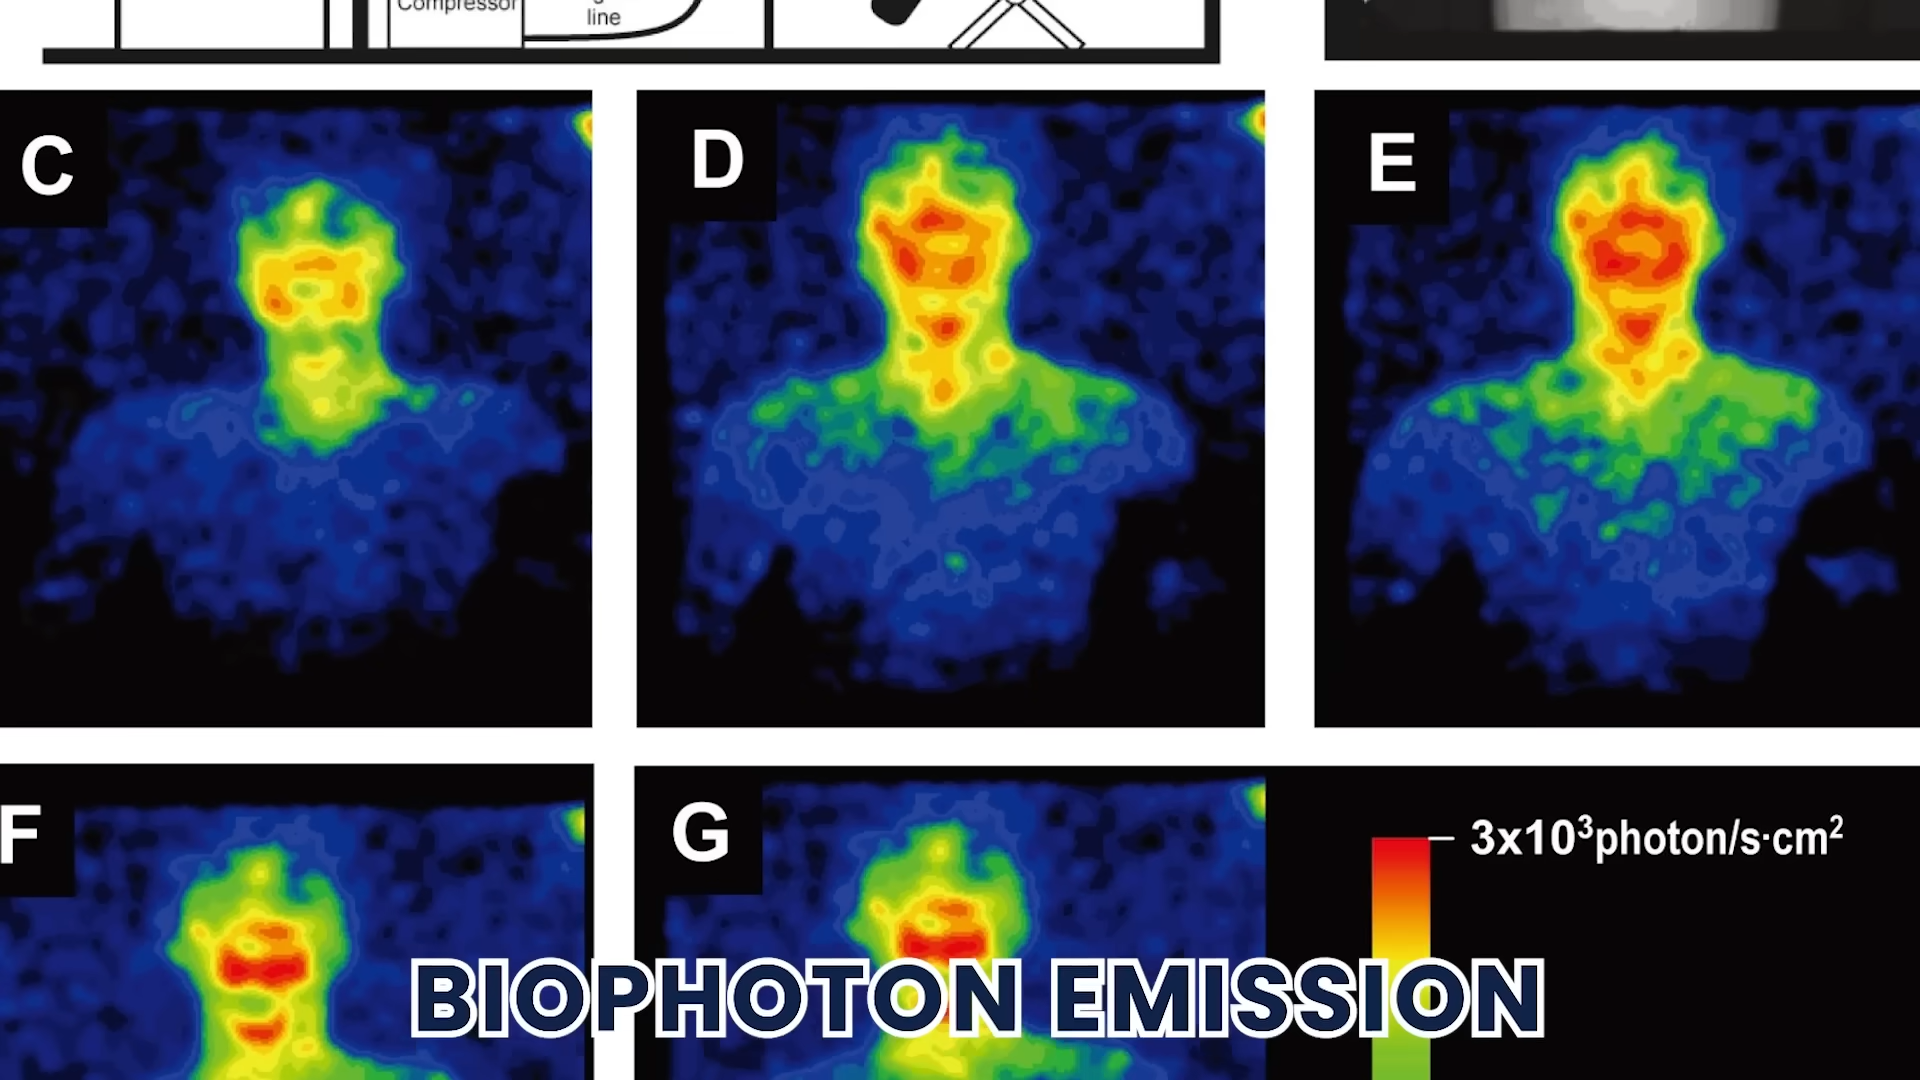 Compressor
line
C
D
E
F
G
3x10³photon/s·cm²
BIOPHOTON EMISSION